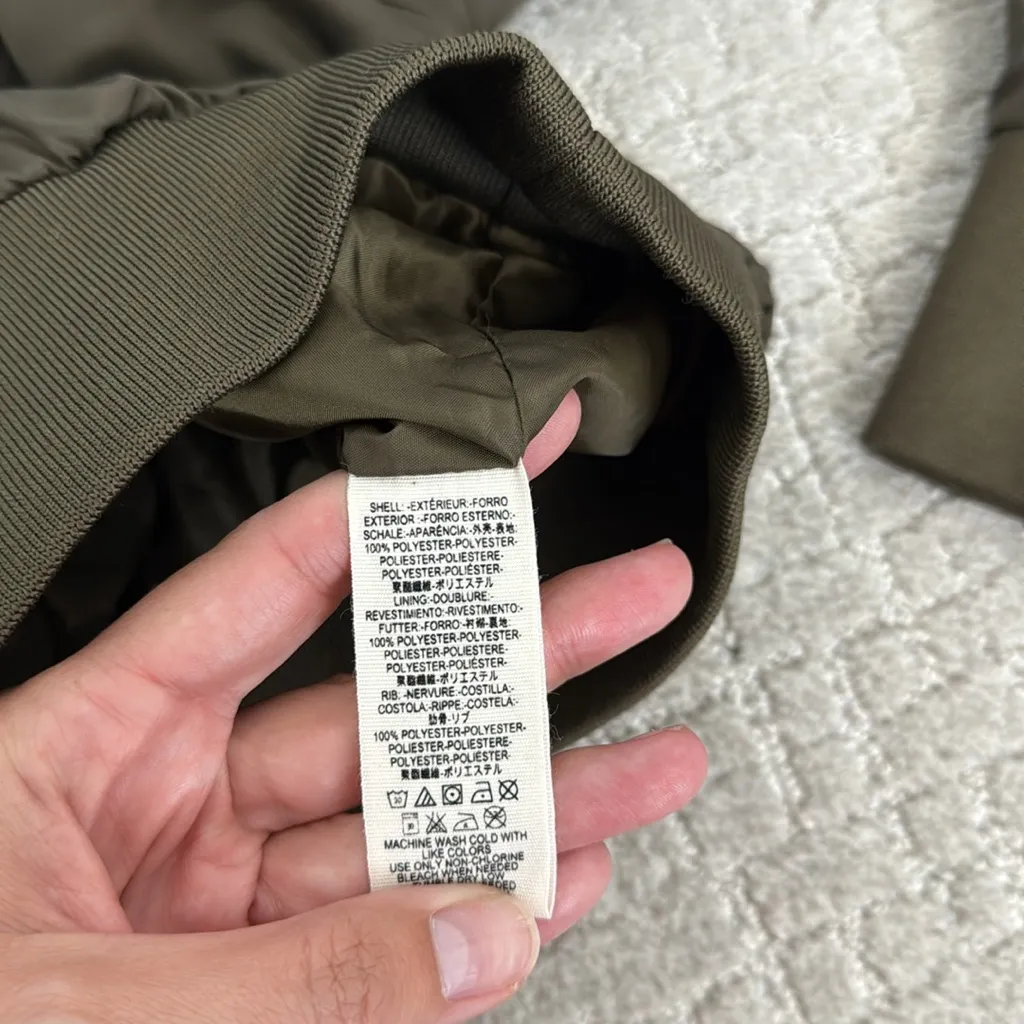 SHELL:-EXTÉRIEUR:-FORRO
EXTERIOR:-FORRO ESTERNO:-
SCHALE:-APARÊNCIA:-外壳-表地:
100% POLYESTER-POLYESTER-
POLIESTER-POLIESTERE-
POLYESTER-POLIÉSTER-
聚酯纖維-ポリエステル
LINING:-DOUBLURE:-
REVESTIMIENTO:-RIVESTIMENTO:-
FUTTER:-FORRO:-衬裡-裏地:
100% POLYESTER-POLYESTER-
POLIESTER-POLIESTERE-
POLYESTER-POLIÉSTER-
聚酯纖維-ポリエステル
RIB:-NERVURE:-COSTILLA:-
COSTOLA:-RIPPE:-COSTELA:-
肋骨-リブ
100% POLYESTER-POLYESTER-
POLIESTER-POLIESTERE-
POLYESTER-POLIÉSTER-
聚酯纖維-ポリエステル
30
30
MACHINE WASH COLD WITH
LIKE COLORS
USE ONLY NON-CHLORINE
BLEACH WHEN NEEDED
TUMBLE DRY LOW